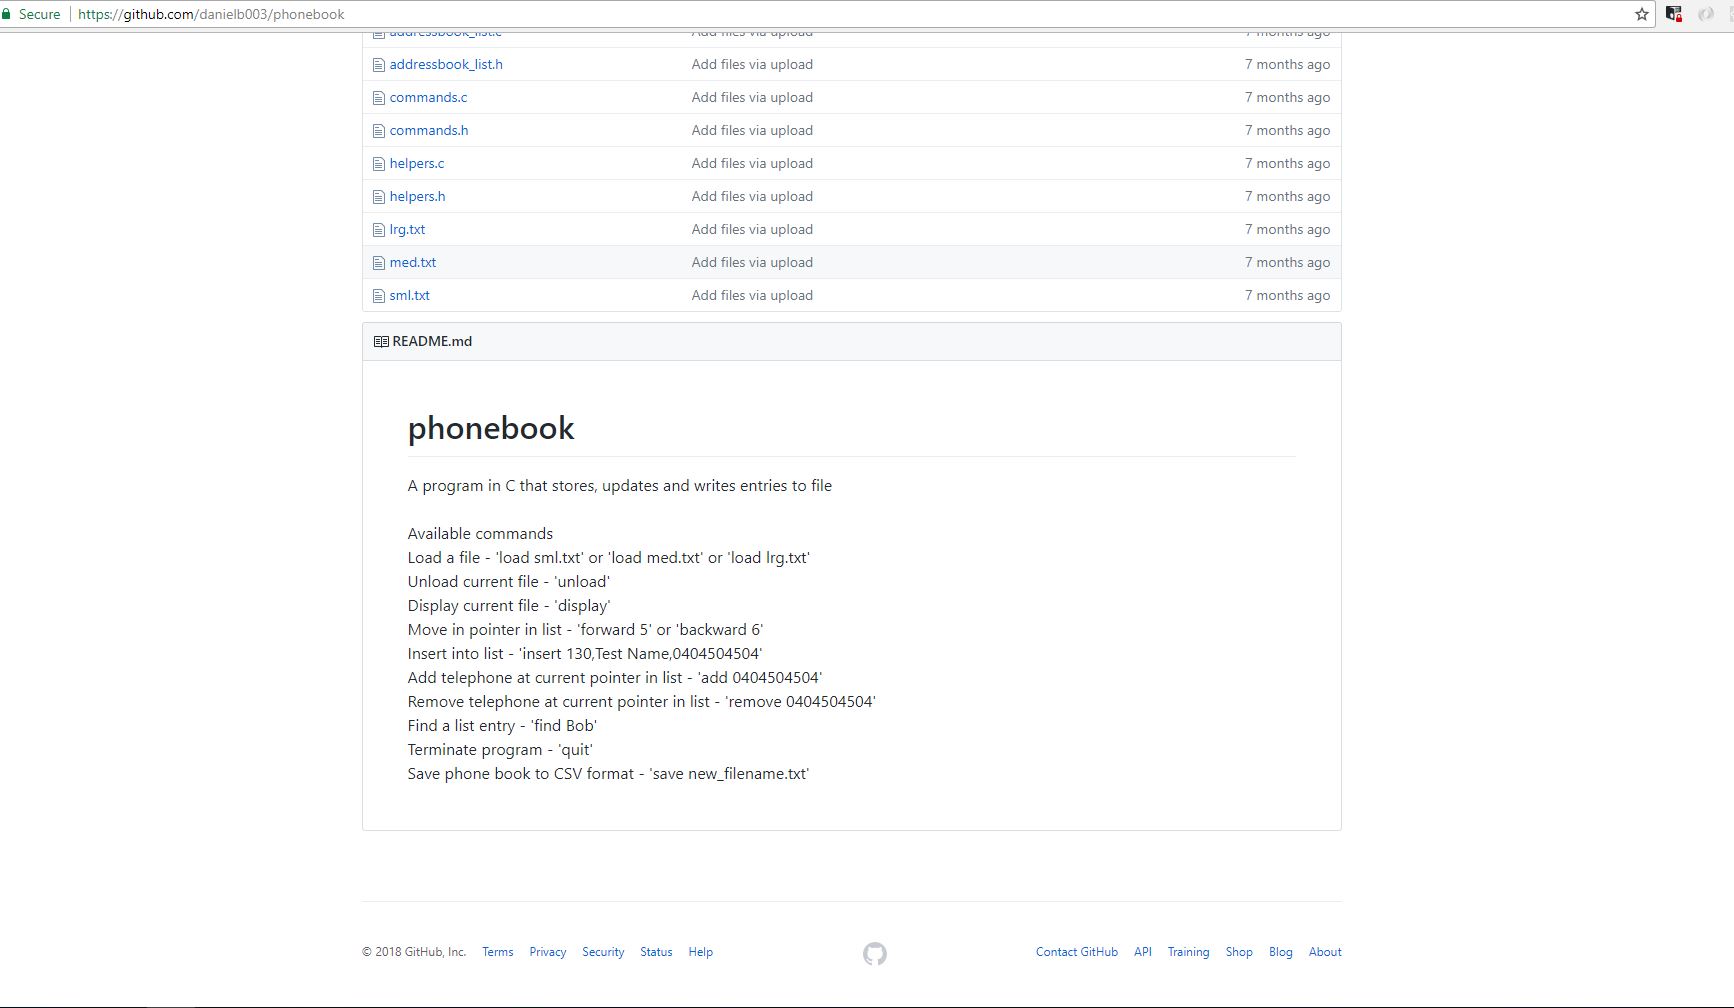 Secure https://github.com/danielb003/phonebook
addressbook_list.c Add files via upload 7 months ago
addressbook_list.h Add files via upload 7 months ago
commands.c Add files via upload 7 months ago
commands.h Add files via upload 7 months ago
helpers.c Add files via upload 7 months ago
helpers.h Add files via upload 7 months ago
lrg.txt Add files via upload 7 months ago
med.txt Add files via upload 7 months ago
sml.txt Add files via upload 7 months ago
README.md
phonebook
A program in C that stores, updates and writes entries to file
Available commands
Load a file - 'load sml.txt' or 'load med.txt' or 'load lrg.txt'
Unload current file - 'unload'
Display current file - 'display'
Move in pointer in list - 'forward 5' or 'backward 6'
Insert into list - 'insert 130,Test Name,0404504504'
Add telephone at current pointer in list - 'add 0404504504'
Remove telephone at current pointer in list - 'remove 0404504504'
Find a list entry - 'find Bob'
Terminate program - 'quit'
Save phone book to CSV format - 'save new_filename.txt'
© 2018 GitHub, Inc. Terms Privacy Security Status Help Contact GitHub API Training Shop Blog About